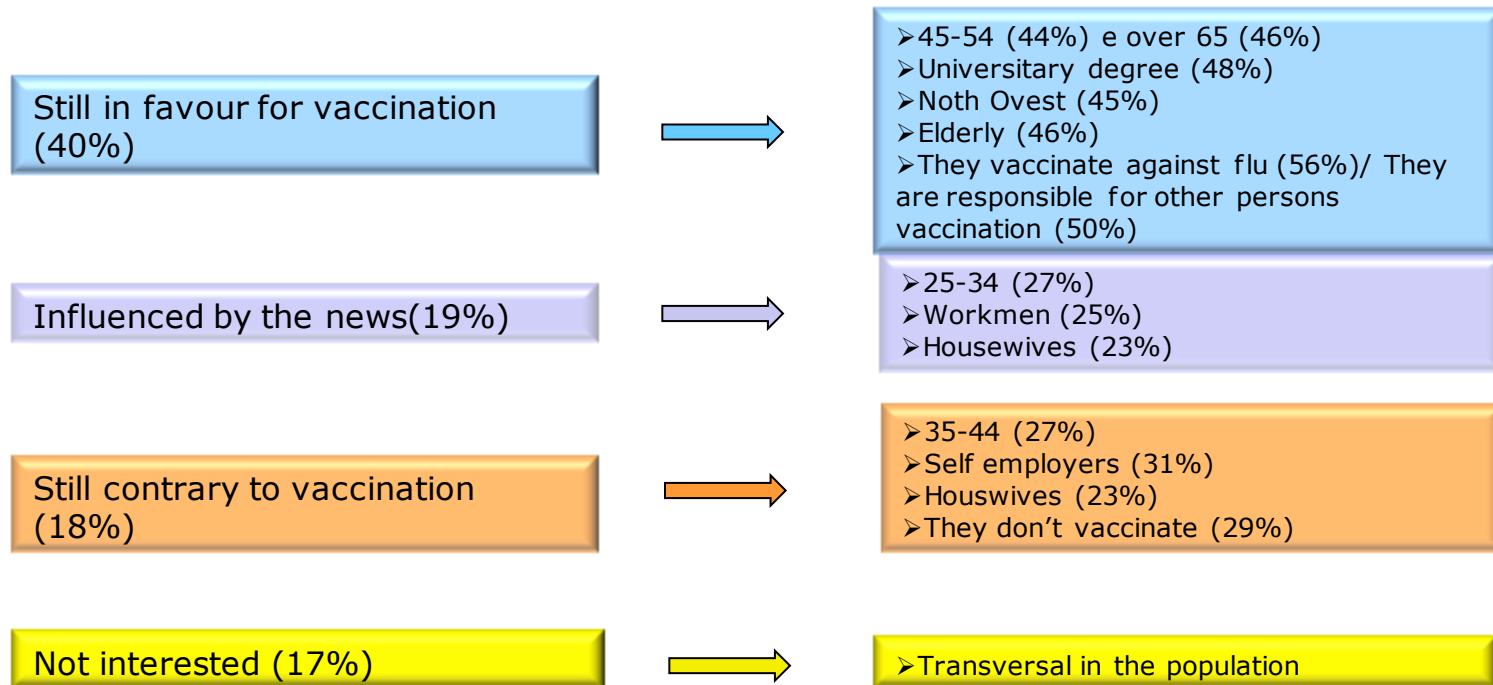 Still in favour for vaccination
(40%)
➢45-54 (44%) e over 65 (46%)
➢Universitary degree (48%)
➢Noth Ovest (45%)
➢Elderly (46%)
➢They vaccinate against flu (56%)/ They
are responsible for other persons
vaccination (50%)
Influenced by the news(19%)
➢25-34 (27%)
➢Workmen (25%)
➢Housewives (23%)
Still contrary to vaccination
(18%)
➢35-44 (27%)
➢Self employers (31%)
➢Houswives (23%)
➢They don’t vaccinate (29%)
Not interested (17%)
➢Transversal in the population